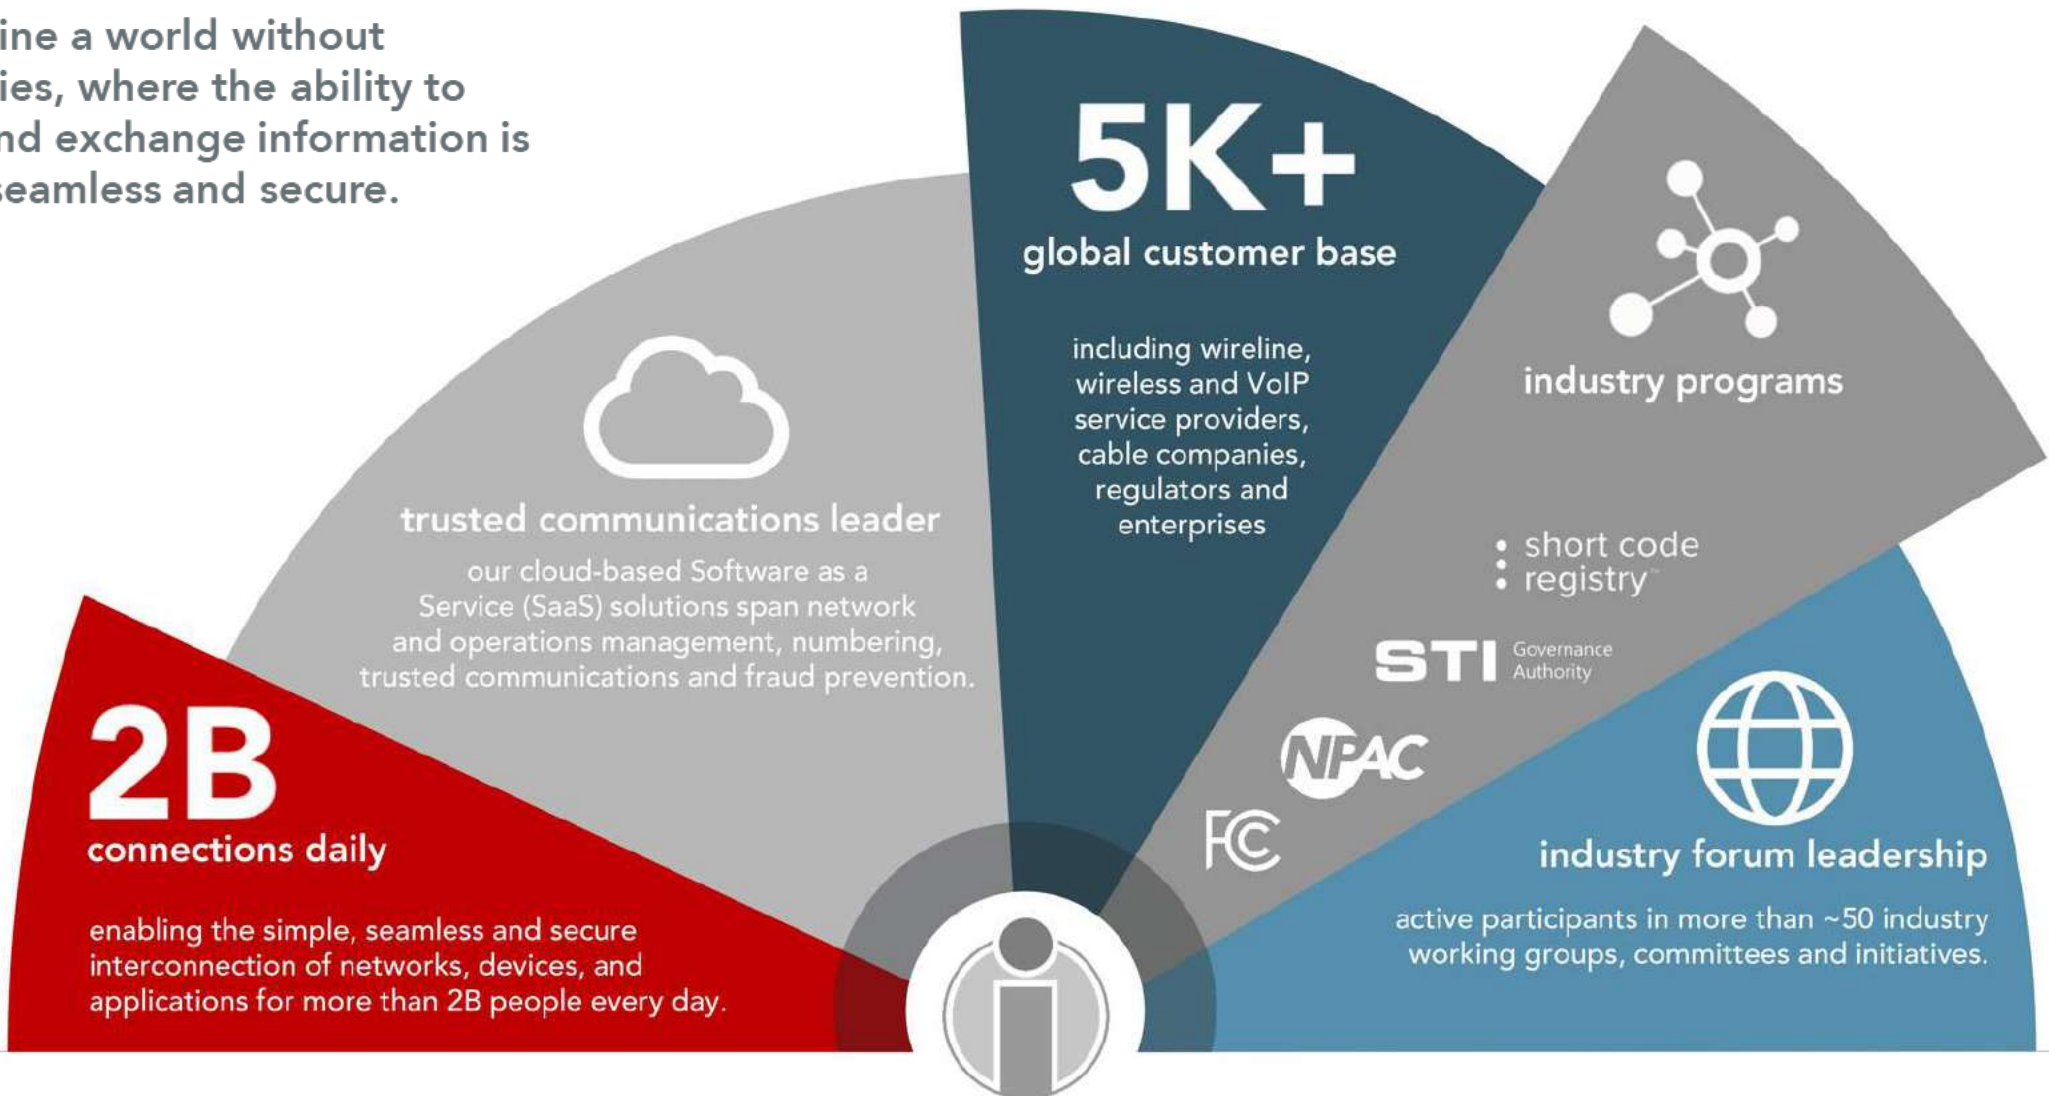 ine a world without
ies, where the ability to
nd exchange information is
seamless and secure.
5K+
global customer base
including wireline,
wireless and VoIP
service providers,
cable companies,
regulators and
enterprises
industry programs
short code
registry
STI Governance
Authority
NPAC
FCC
trusted communications leader
our cloud-based Software as a
Service (SaaS) solutions span network
and operations management, numbering,
trusted communications and fraud prevention.
2B
connections daily
enabling the simple, seamless and secure
interconnection of networks, devices, and
applications for more than 2B people every day.
industry forum leadership
active participants in more than ~50 industry
working groups, committees and initiatives.